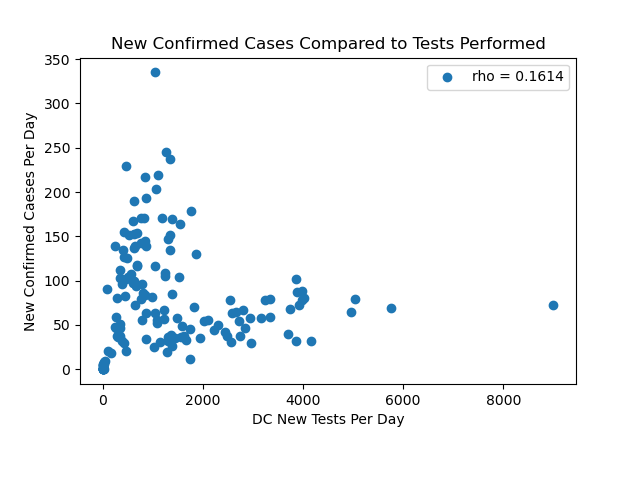 New Confirmed Cases Compared to Tests Performed
rho = 0.1614
350
300
250
200
150
100
50
0
New Confirmed Caeses Per Day
0 2000 4000 6000 8000
DC New Tests Per Day